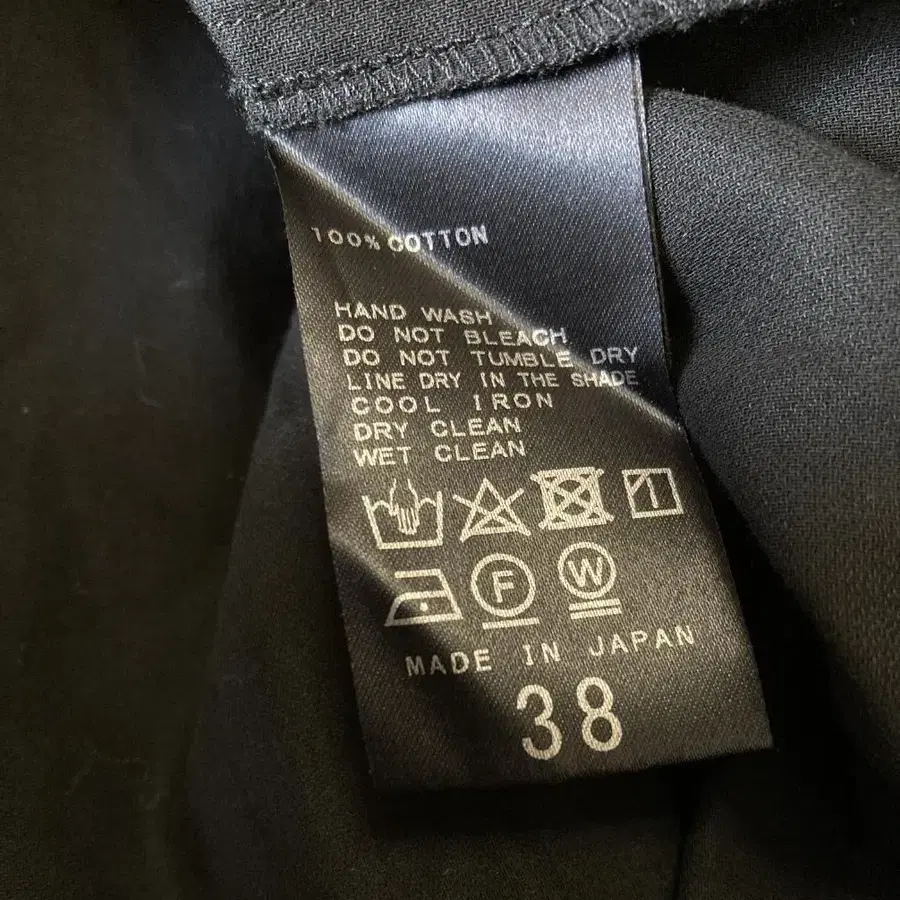 100% COTTON
HAND WASH
DO NOT BLEACH
DO NOT TUMBLE DRY
LINE DRY IN THE SHADE
COOL IRON
DRY CLEAN
WET CLEAN
F W
MADE IN JAPAN
38